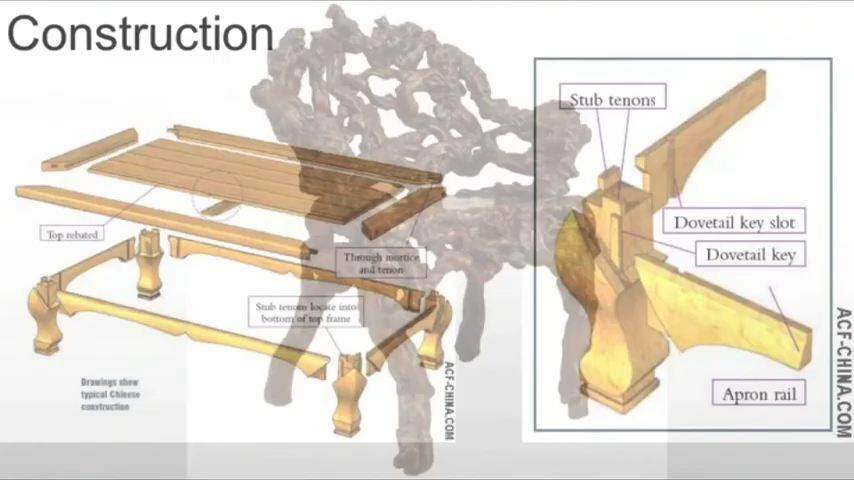 Construction
Top rebated
Through mortice
and tenon
Stub tenons locate into
bottom of top frame
Drawings show
typical Chinese
construction
ACF-CHINA.COM
Stub tenons
Dovetail key slot
Dovetail key
Apron rail
ACF-CHINA.COM